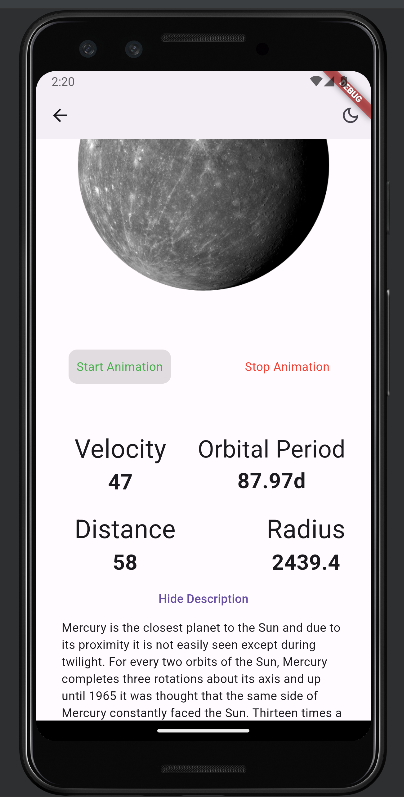 2:20
DEBUG
Start Animation Stop Animation
Velocity Orbital Period
47 87.97d
Distance Radius
58 2439.4
Hide Description
Mercury is the closest planet to the Sun and due to
its proximity it is not easily seen except during
twilight. For every two orbits of the Sun, Mercury
completes three rotations about its axis and up
until 1965 it was thought that the same side of
Mercury constantly faced the Sun. Thirteen times a